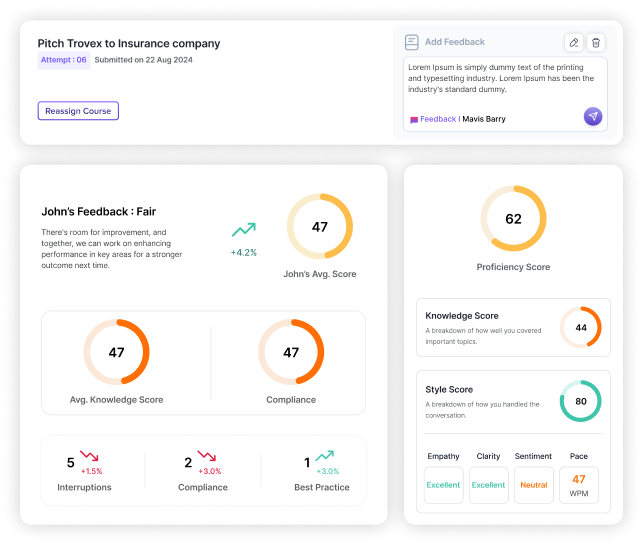 Pitch Trovex to Insurance company
Attempt : 06 Submitted on 22 Aug 2024
Reassign Course
Add Feedback
Lorem Ipsum is simply dummy text of the printing
and typesetting industry. Lorem Ipsum has been the
industry's standard dummy.
Feedback I Mavis Barry
John's Feedback : Fair
There's room for improvement, and
together, we can work on enhancing
performance in key areas for a stronger
outcome next time.
+4.2%
47
John's Avg. Score
47
Avg. Knowledge Score
47
Compliance
5
+1.5%
Interruptions
2
+3.0%
Compliance
1
+3.0%
Best Practice
62
Proficiency Score
Knowledge Score
A breakdown of how well you covered
important topics.
44
Style Score
A breakdown of how you handled the
conversation.
80
Empathy Clarity Sentiment Pace
Excellent Excellent Neutral 47
WPM